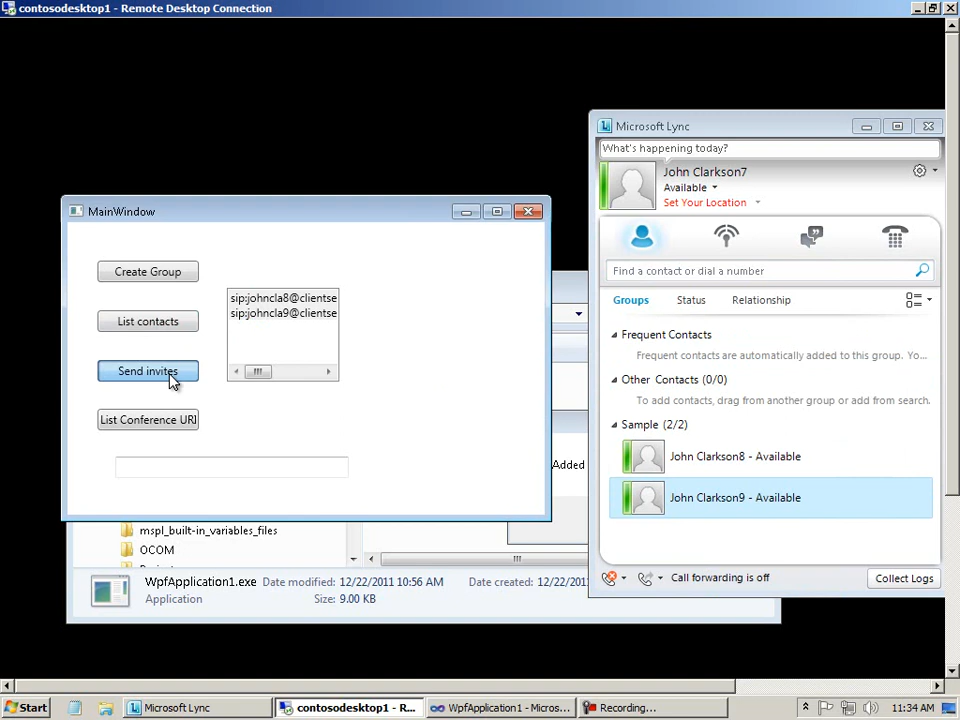 contosodesktop1 - Remote Desktop Connection
Microsoft Lync
What's happening today?
John Clarkson7
Available
Set Your Location
Find a contact or dial a number
Groups Status Relationship
Frequent Contacts
Frequent contacts are automatically added to this group. Yo...
Other Contacts (0/0)
To add contacts, drag from another group or add from search.
Sample (2/2)
John Clarkson8 - Available
John Clarkson9 - Available
Call forwarding is off
Collect Logs
MainWindow
Create Group
List contacts
Send invites
List Conference URI
sip:johncla8@clientse
sip:johncla9@clientse
Added
mspl_built-in_variables_files
OCOM
WpfApplication1.exe Date modified: 12/22/2011 10:56 AM Date created: 12/22/201
Application Size: 9.00 KB
Start
Microsoft Lync
contosodesktop1 - R...
WpfApplication1 - Micros...
Recording...
11:34 AM